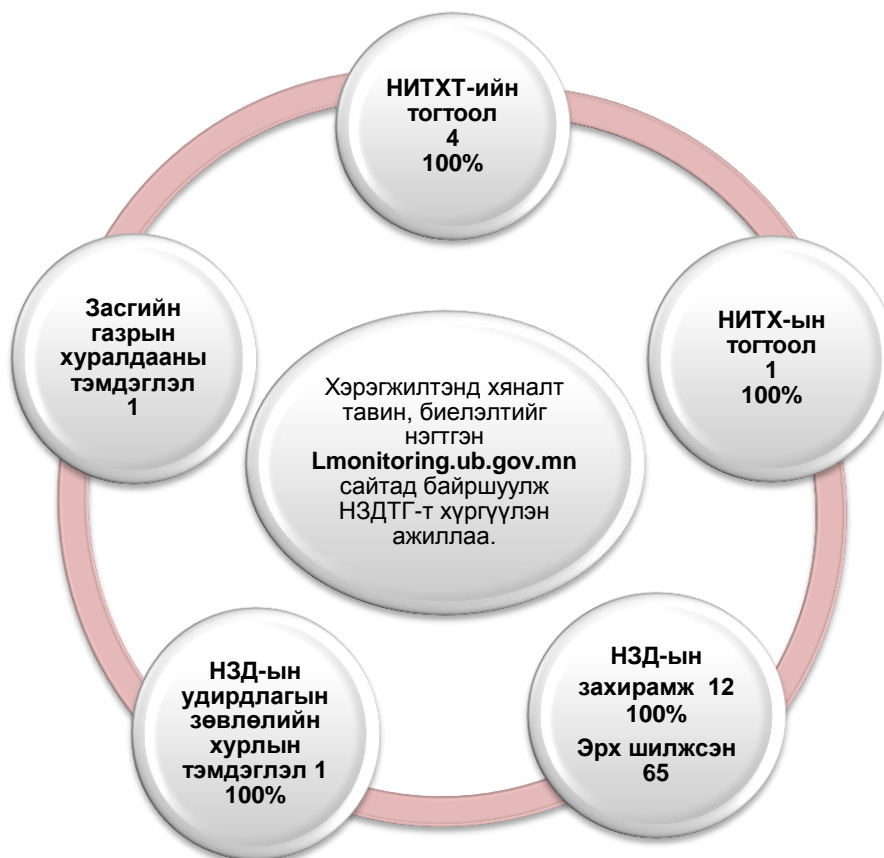 НИТХТ-ийн
тогтоол
4
100%
НИТХ-ын
тогтоол
1
100%
НЗД-ын
захирамж 12
100%
Эрх шилжсэн
65
НЗД-ын
удирдлагын
зөвлөлийн
хурлын
тэмдэглэл 1
100%
Засгийн
газрын
хуралдааны
тэмдэглэл
1
Хэрэгжилтэнд хяналт
тавин, биелэлтийг
нэгтгэн
Lmonitoring.ub.gov.mn
сайтад байршуулж
НЗДТГ-т хүргүүлэн
ажиллаа.